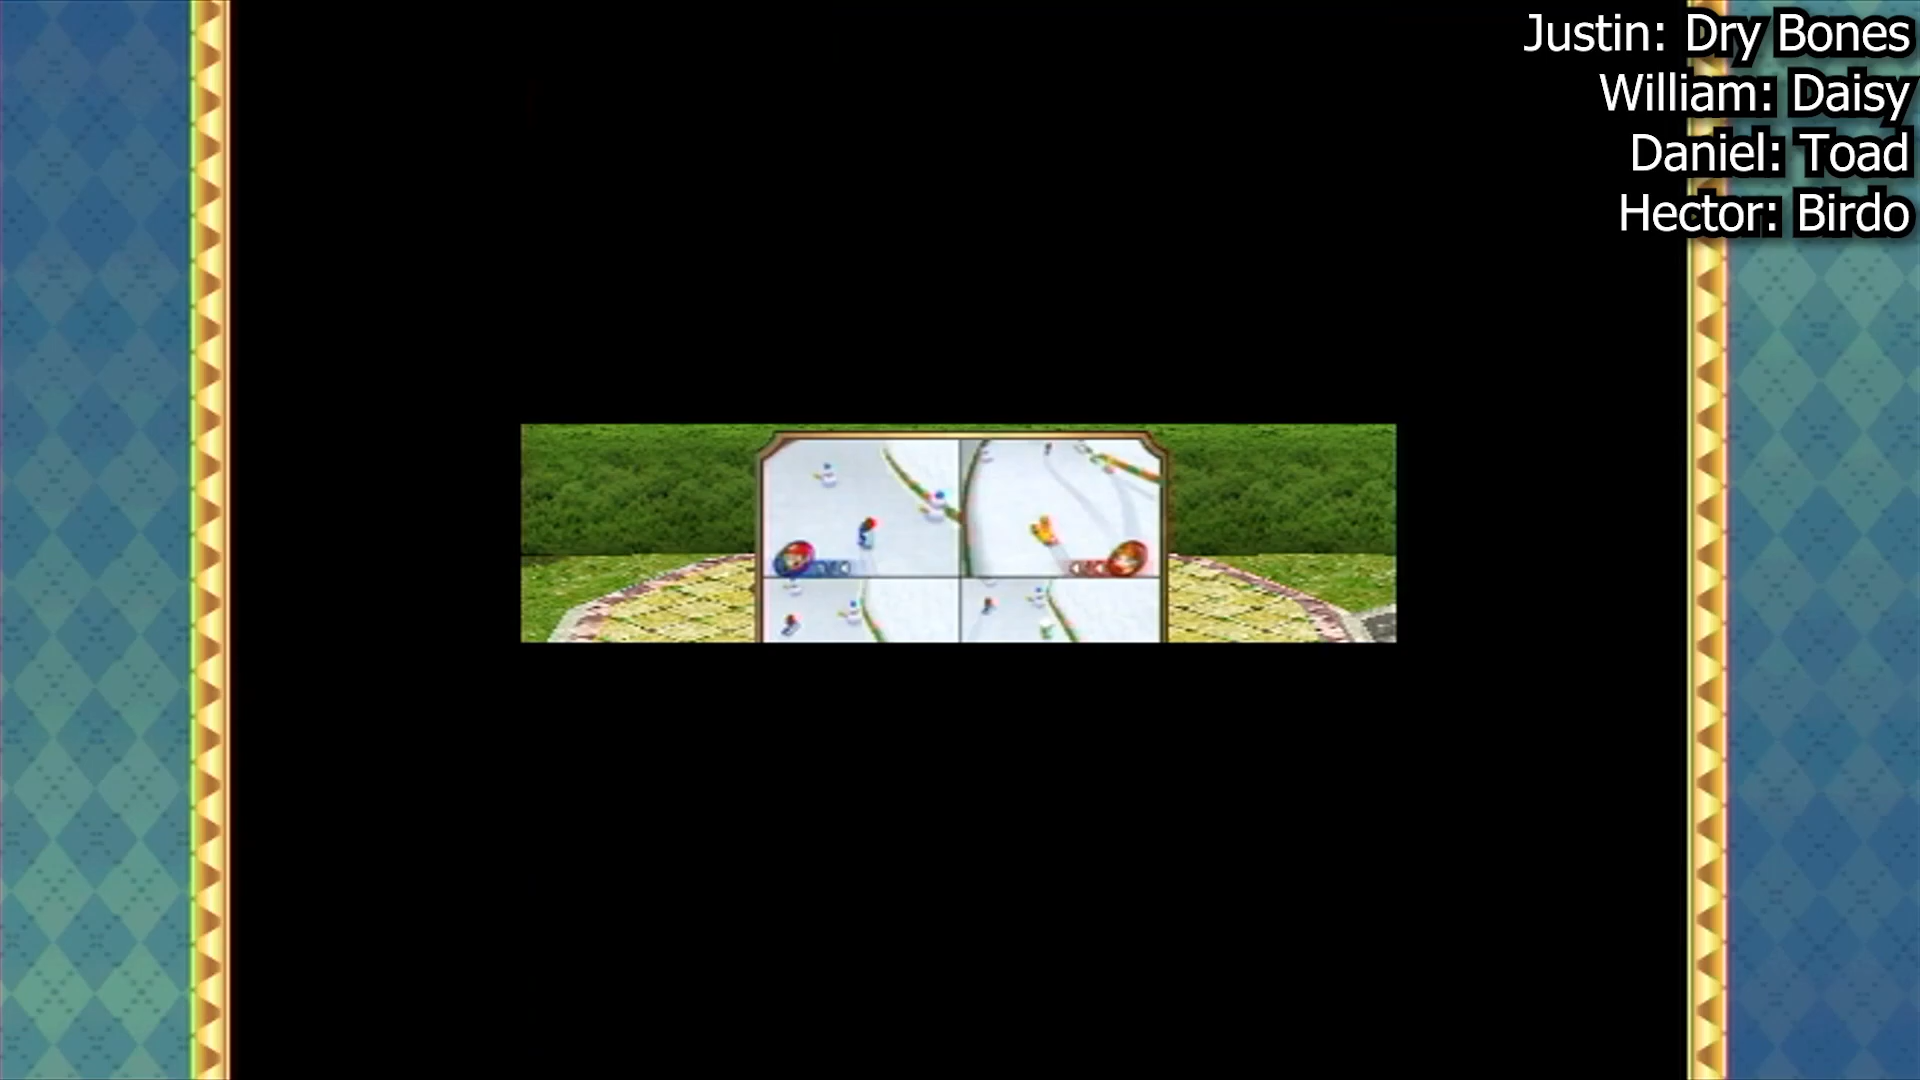 Justin: Dry Bones
William: Daisy
Daniel: Toad
Hector: Birdo